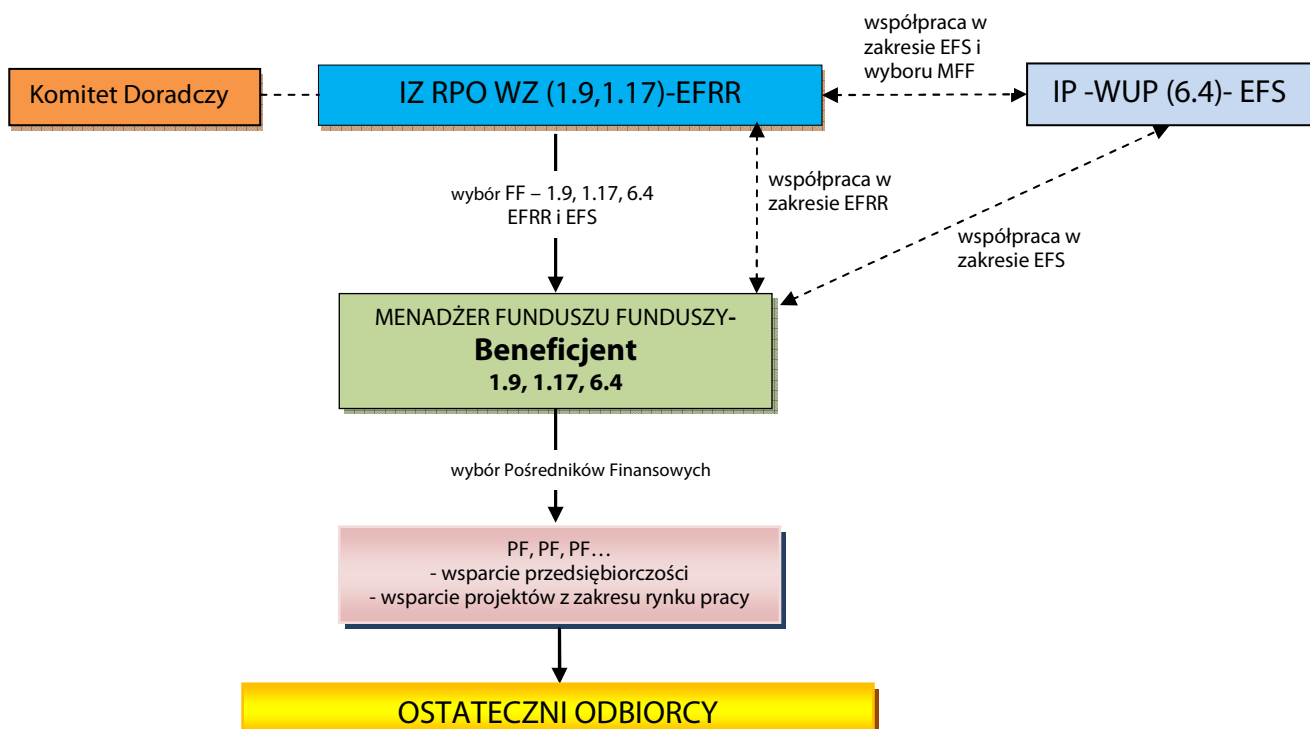 współpraca w
zakresie EFS i
wyboru MFF
Komitet Doradczy
IZ RPO WZ (1.9,1.17)-EFRR
IP -WUP (6.4)- EFS
wybór FF – 1.9, 1.17, 6.4
EFRR i EFS
współpraca w
zakresie EFRR
współpraca w
zakresie EFS
MENADŻER FUNDUSZU FUNDUSZY-
Beneficjent
1.9, 1.17, 6.4
wybór Pośredników Finansowych
PF, PF, PF…
- wsparcie przedsiębiorczości
- wsparcie projektów z zakresu rynku pracy
OSTATECZNI ODBIORCY